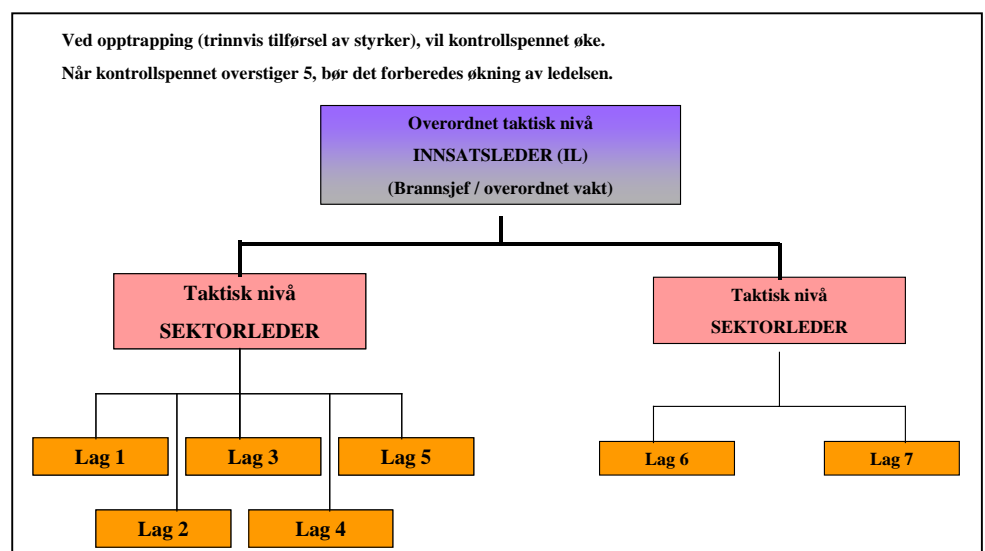 Ved opptrapping (trinnvis tilførsel av styrker), vil kontrollspennet øke.
Når kontrollspennet overstiger 5, bør det forberedes økning av ledelsen.
Overordnet taktisk nivå
INNSATSLEDER (IL)
(Brannsjef / overordnet vakt)
Taktisk nivå
SEKTORLEDER
Taktisk nivå
SEKTORLEDER
Lag 1
Lag 3
Lag 5
Lag 2
Lag 4
Lag 6
Lag 7